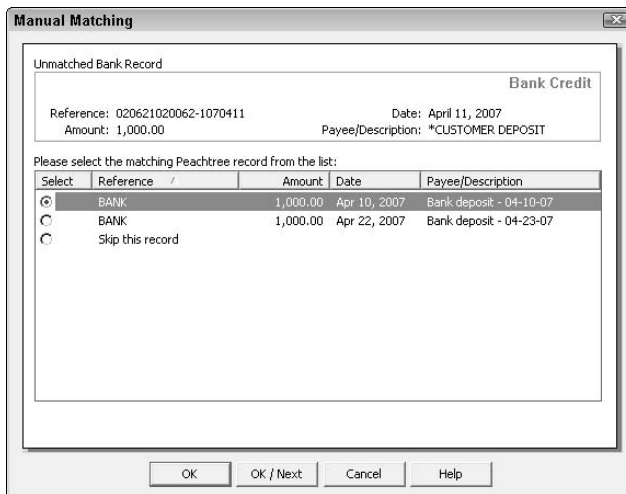 Manual Matching
Unmatched Bank Record
Bank Credit
Reference: 020621020062-1070411 Date: April 11, 2007
Amount: 1,000.00 Payee/Description: *CUSTOMER DEPOSIT
Please select the matching Peachtree record from the list:
Select Reference Amount Date Payee/Description
BANK 1,000.00 Apr 10, 2007 Bank deposit - 04-10-07
BANK 1,000.00 Apr 22, 2007 Bank deposit - 04-23-07
Skip this record
OK OK / Next Cancel Help